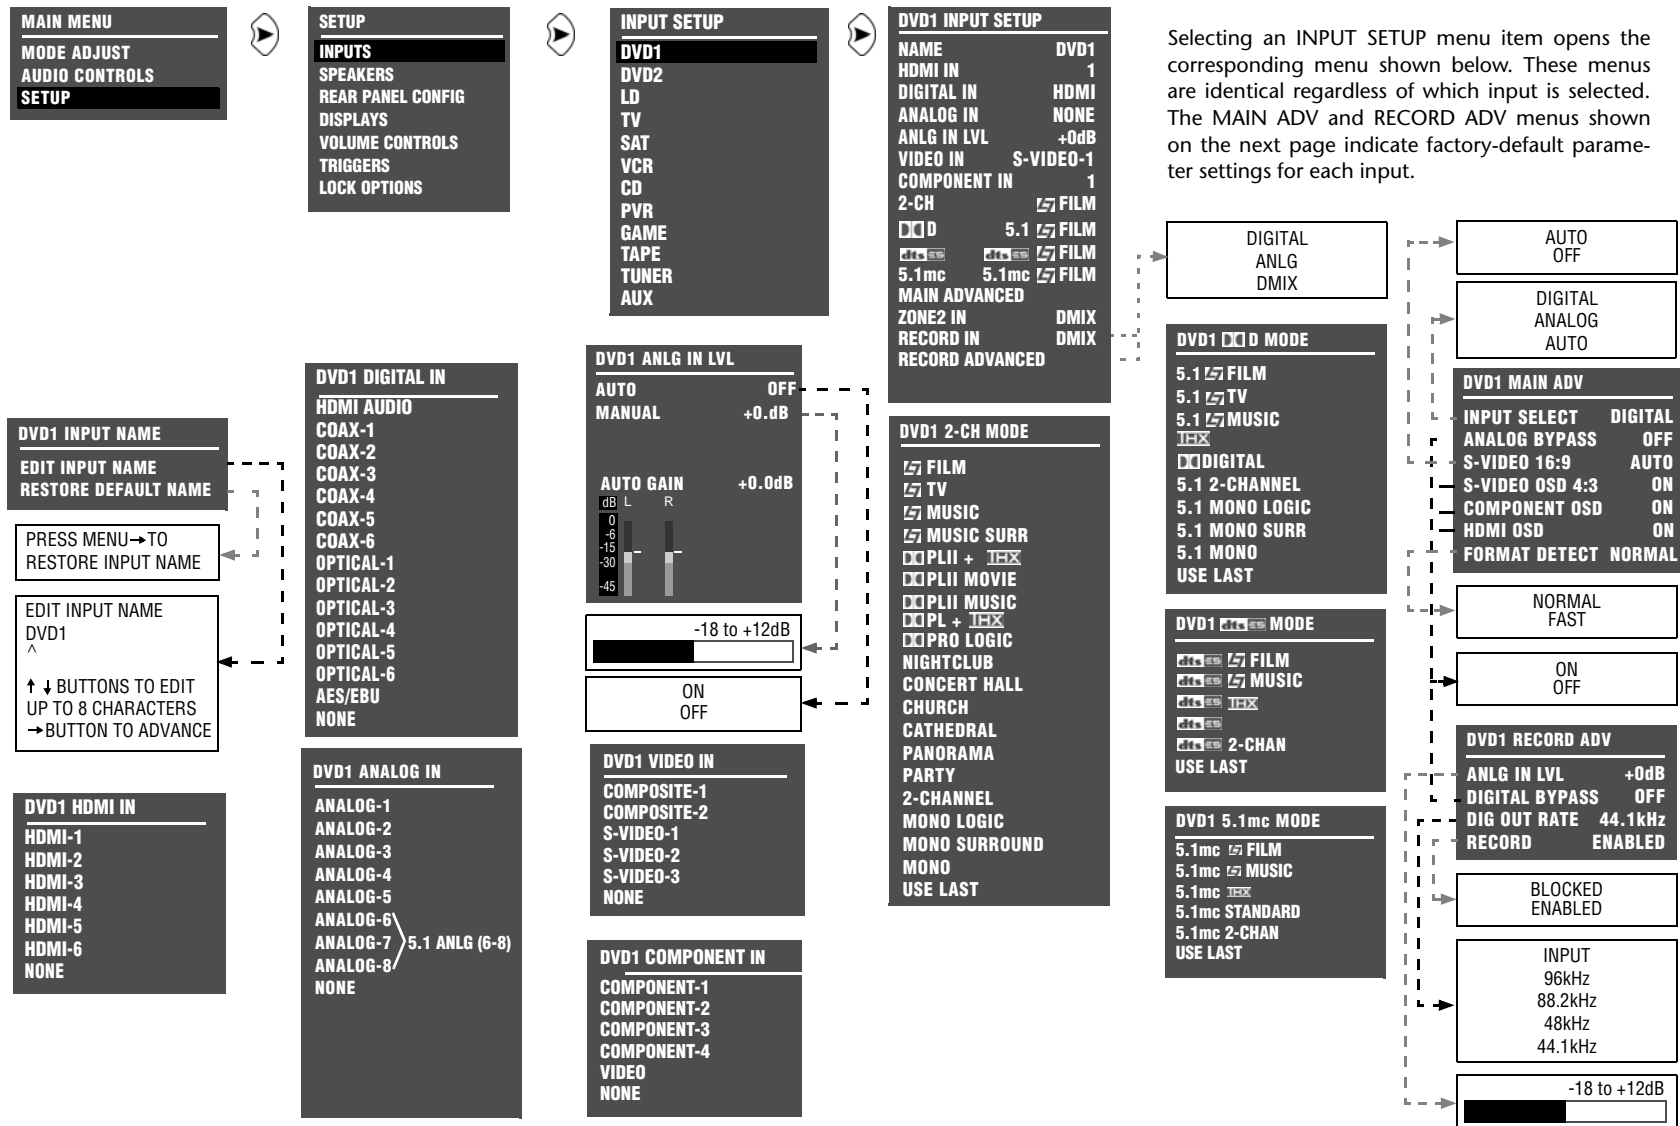 MAIN MENU
MODE ADJUST
AUDIO CONTROLS
SETUP
SETUP
INPUTS
SPEAKERS
REAR PANEL CONFIG
DISPLAYS
VOLUME CONTROLS
TRIGGERS
LOCK OPTIONS
INPUT SETUP
DVD1
DVD2
LD
TV
SAT
VCR
CD
PVR
GAME
TAPE
TUNER
AUX
DVD1 INPUT SETUP
NAME DVD1
HDMI IN 1
DIGITAL IN HDMI
ANALOG IN NONE
ANLG IN LVL +0dB
VIDEO IN S-VIDEO-1
COMPONENT IN 1
2-CH FILM
D 5.1 FILM
dts ES dts ES FILM
5.1mc 5.1mc FILM
MAIN ADVANCED
ZONE2 IN DMIX
RECORD IN DMIX
RECORD ADVANCED
Selecting an INPUT SETUP menu item opens the
corresponding menu shown below. These menus
are identical regardless of which input is selected.
The MAIN ADV and RECORD ADV menus shown
on the next page indicate factory-default parame-
ter settings for each input.
DVD1 INPUT NAME
EDIT INPUT NAME
RESTORE DEFAULT NAME
PRESS MENU→TO
RESTORE INPUT NAME
EDIT INPUT NAME
DVD1
^
↑ ↓ BUTTONS TO EDIT
UP TO 8 CHARACTERS
→BUTTON TO ADVANCE
DVD1 HDMI IN
HDMI-1
HDMI-2
HDMI-3
HDMI-4
HDMI-5
HDMI-6
NONE
DVD1 DIGITAL IN
HDMI AUDIO
COAX-1
COAX-2
COAX-3
COAX-4
COAX-5
COAX-6
OPTICAL-1
OPTICAL-2
OPTICAL-3
OPTICAL-4
OPTICAL-5
OPTICAL-6
AES/EBU
NONE
DVD1 ANALOG IN
ANALOG-1
ANALOG-2
ANALOG-3
ANALOG-4
ANALOG-5
ANALOG-6
ANALOG-7 5.1 ANLG (6-8)
ANALOG-8
NONE
DVD1 ANLG IN LVL
AUTO OFF
MANUAL +0.dB
AUTO GAIN +0.0dB
dB L R
0
-6
-15
-30
-45
-18 to +12dB
ON
OFF
DVD1 VIDEO IN
COMPOSITE-1
COMPOSITE-2
S-VIDEO-1
S-VIDEO-2
S-VIDEO-3
NONE
DVD1 COMPONENT IN
COMPONENT-1
COMPONENT-2
COMPONENT-3
COMPONENT-4
VIDEO
NONE
DVD1 2-CH MODE
FILM
TV
MUSIC
MUSIC SURR
PLII + THX
PLII MOVIE
PLII MUSIC
PL + THX
PRO LOGIC
NIGHTCLUB
CONCERT HALL
CHURCH
CATHEDRAL
PANORAMA
PARTY
2-CHANNEL
MONO LOGIC
MONO SURROUND
MONO
USE LAST
DIGITAL
ANLG
DMIX
DVD1 D MODE
5.1 FILM
5.1 TV
5.1 MUSIC
THX
DIGITAL
5.1 2-CHANNEL
5.1 MONO LOGIC
5.1 MONO SURR
5.1 MONO
USE LAST
DVD1 dts ES MODE
dts ES FILM
dts ES MUSIC
dts ES THX
dts ES
dts ES 2-CHAN
USE LAST
DVD1 5.1mc MODE
5.1mc FILM
5.1mc MUSIC
5.1mc THX
5.1mc STANDARD
5.1mc 2-CHAN
USE LAST
AUTO
OFF
DIGITAL
ANALOG
AUTO
DVD1 MAIN ADV
INPUT SELECT DIGITAL
ANALOG BYPASS OFF
S-VIDEO 16:9 AUTO
S-VIDEO OSD 4:3 ON
COMPONENT OSD ON
HDMI OSD ON
FORMAT DETECT NORMAL
NORMAL
FAST
ON
OFF
DVD1 RECORD ADV
ANLG IN LVL +0dB
DIGITAL BYPASS OFF
DIG OUT RATE 44.1kHz
RECORD ENABLED
BLOCKED
ENABLED
INPUT
96kHz
88.2kHz
48kHz
44.1kHz
-18 to +12dB